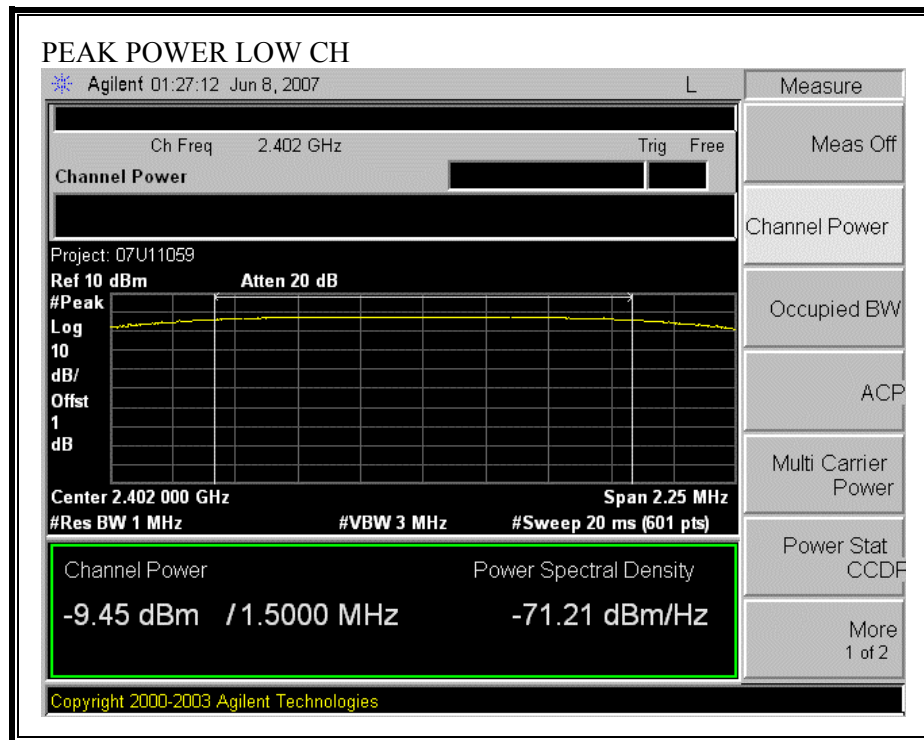 PEAK POWER LOW CH
Agilent 01:27:12 Jun 8, 2007 L
Measure
Ch Freq 2.402 GHz Trig Free
Meas Off
Channel Power
Channel Power
Project: 07U11059
Ref 10 dBm Atten 20 dB
#Peak
Log
10
dB/
Offst
1
dB
Occupied BW
ACP
Multi Carrier
Power
Center 2.402 000 GHz Span 2.25 MHz
#Res BW 1 MHz #VBW 3 MHz #Sweep 20 ms (601 pts)
Power Stat
CCDF
Channel Power Power Spectral Density
-9.45 dBm /1.5000 MHz -71.21 dBm/Hz
More
1 of 2
Copyright 2000-2003 Agilent Technologies